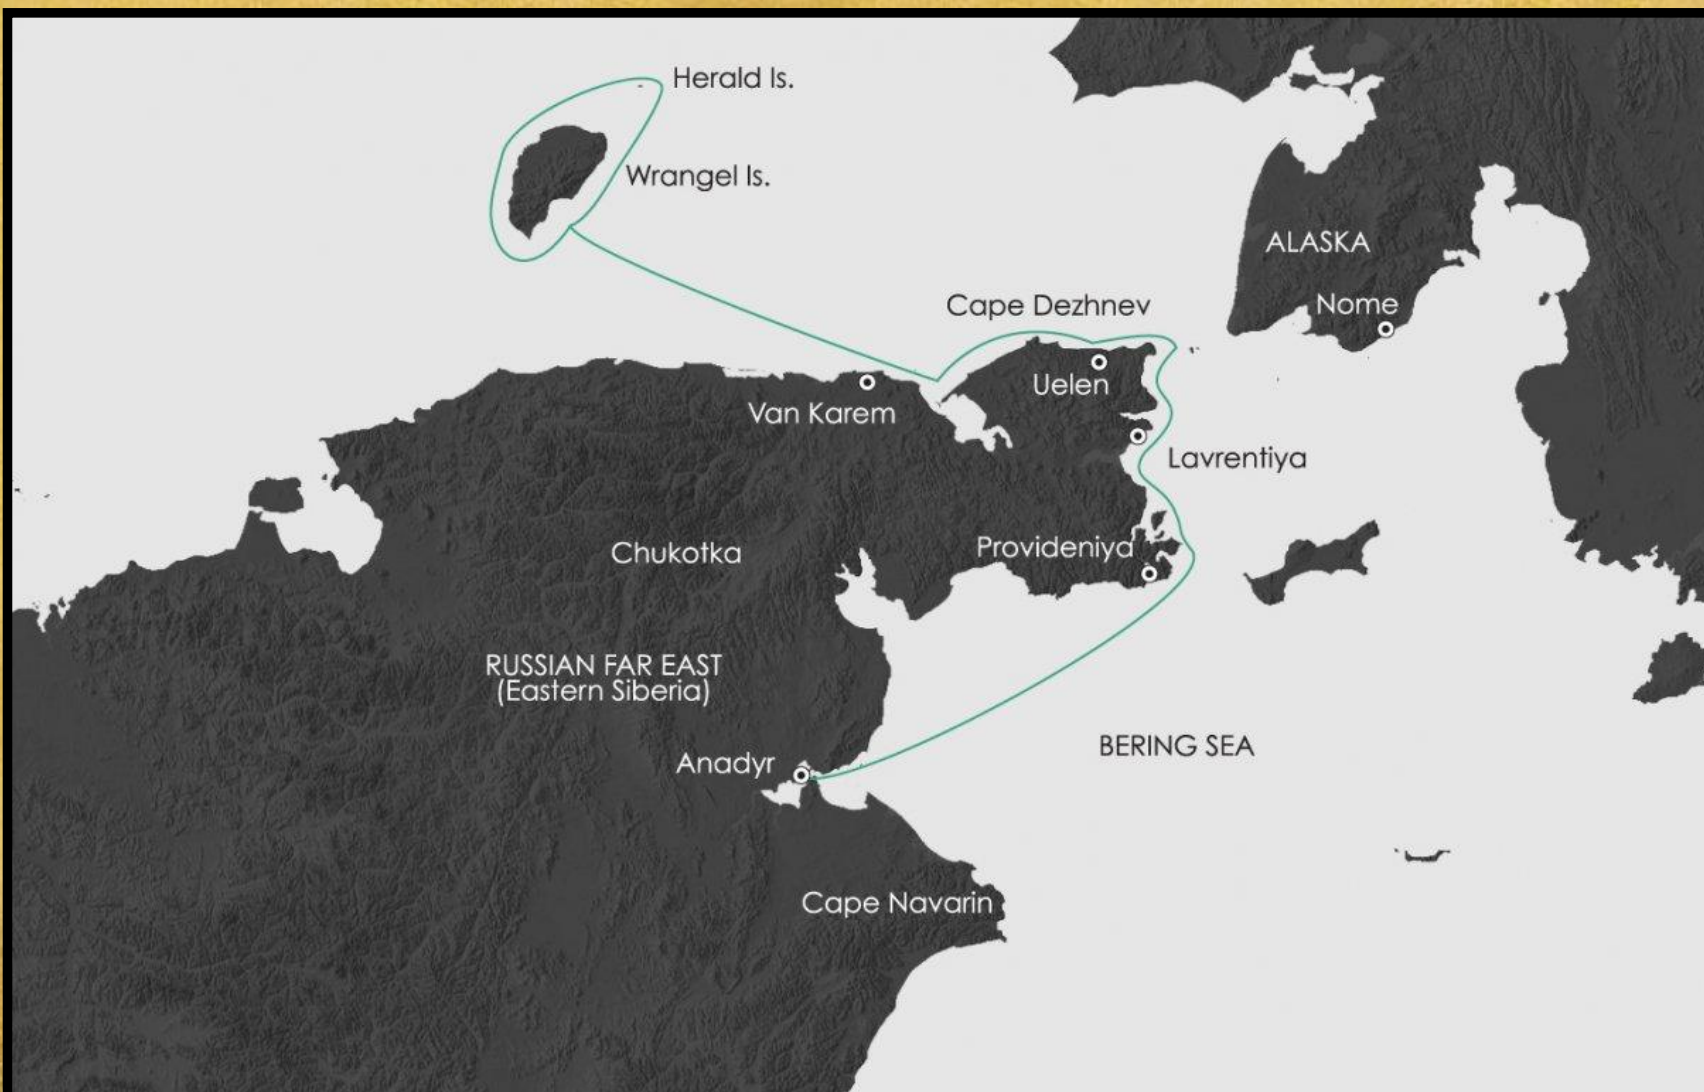 Herald Is.
Wrangel Is.
ALASKA
Cape Dezhnev
Nome
Uelen
Van Karem
Lavrentiya
Provideniya
Chukotka
RUSSIAN FAR EAST
(Eastern Siberia)
BERING SEA
Anadyr
Cape Navarin